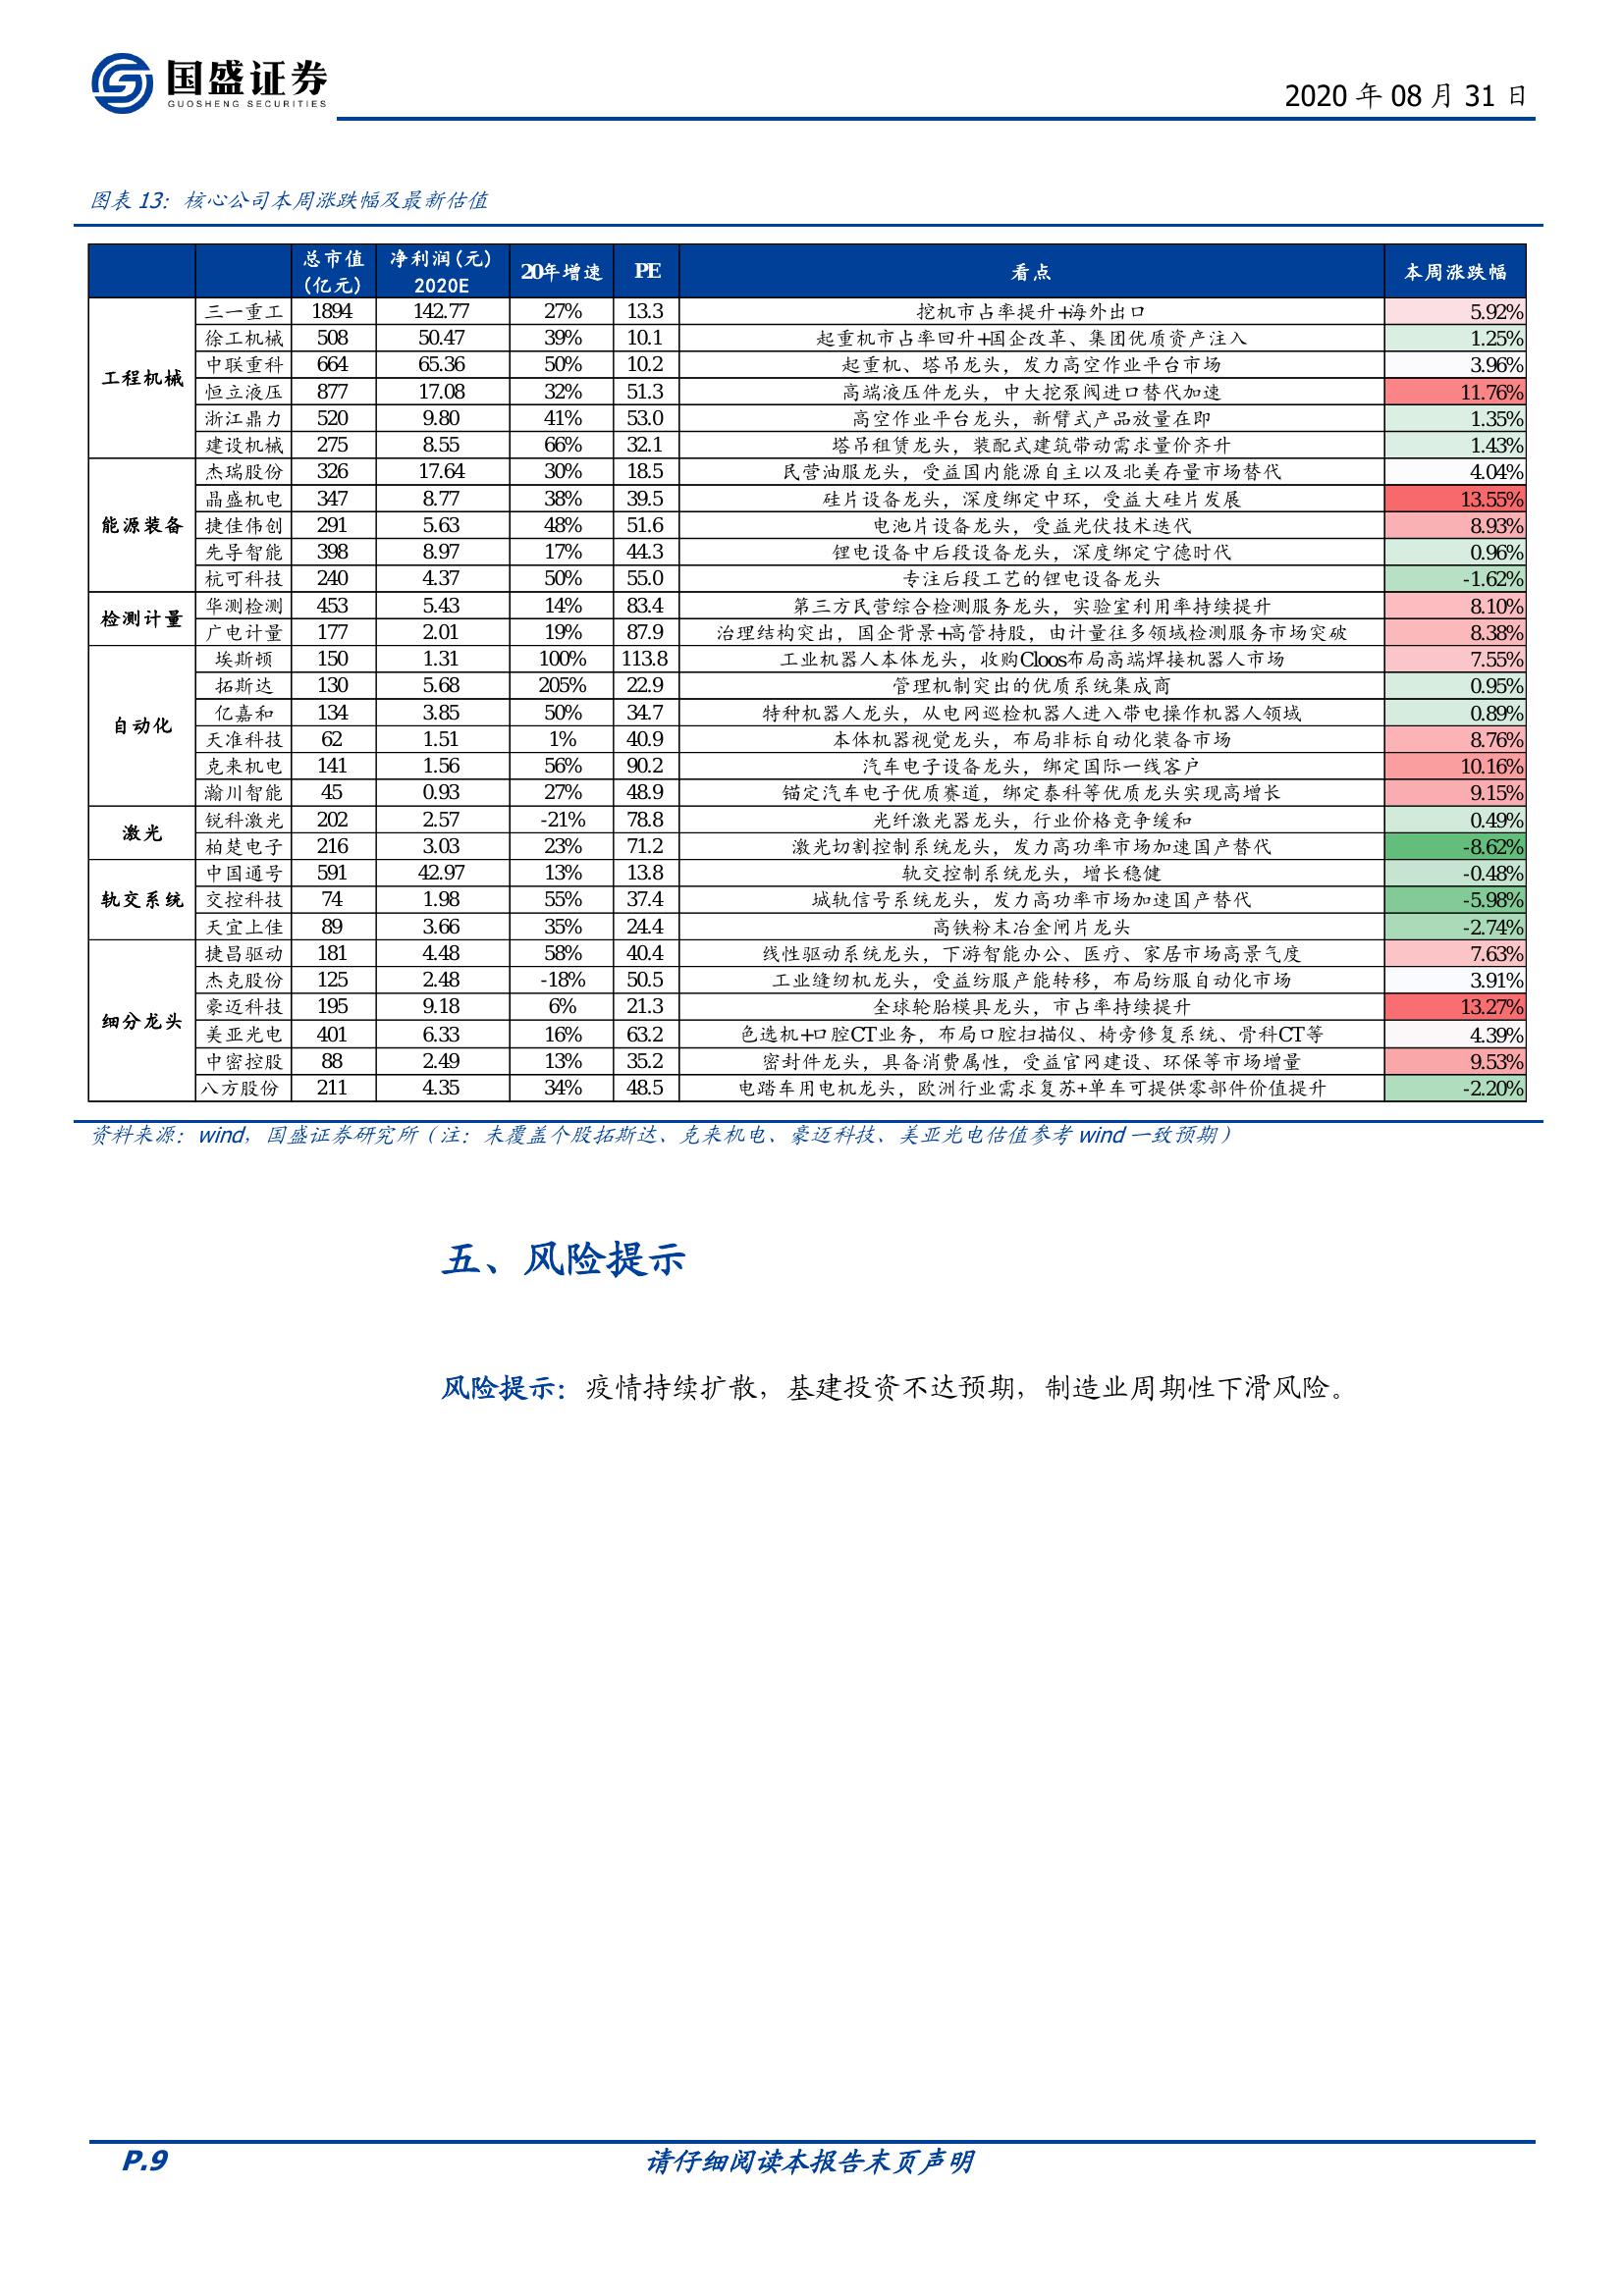 国盛证券
GUOSHENG SECURITIES
2020 年 08 月 31 日
图表 13：核心公司本周涨跌幅及最新估值
总市值(亿元) 净利润(元)2020E 20年增速 PE 看点 本周涨跌幅
工程机械
三一重工 1894 142.77 27% 13.3 挖机市占率提升+海外出口 5.92%
徐工机械 508 50.47 39% 10.1 起重机市占率回升+国企改革、集团优质资产注入 1.25%
中联重科 664 65.36 50% 10.2 起重机、塔吊龙头，发力高空作业平台市场 3.96%
恒立液压 877 17.08 32% 51.3 高端液压件龙头，中大挖泵阀进口替代加速 11.76%
浙江鼎力 520 9.80 41% 53.0 高空作业平台龙头，新臂式产品放量在即 1.35%
建设机械 275 8.55 66% 32.1 塔吊租赁龙头，装配式建筑带动需求量价齐升 1.43%
能源装备
杰瑞股份 326 17.64 30% 18.5 民营油服龙头，受益国内能源自主以及北美存量市场替代 4.04%
晶盛机电 347 8.77 38% 39.5 硅片设备龙头，深度绑定中环，受益大硅片发展 13.55%
捷佳伟创 291 5.63 48% 51.6 电池片设备龙头，受益光伏技术迭代 8.93%
先导智能 398 8.97 17% 44.3 锂电设备中后段设备龙头，深度绑定宁德时代 0.96%
杭可科技 240 4.37 50% 55.0 专注后段工艺的锂电设备龙头 -1.62%
检测计量
华测检测 453 5.43 14% 83.4 第三方民营综合检测服务龙头，实验室利用率持续提升 8.10%
广电计量 177 2.01 19% 87.9 治理结构突出，国企背景+高管持股，由计量往多领域检测服务市场突破 8.38%
自动化
埃斯顿 150 1.31 100% 113.8 工业机器人本体龙头，收购Cloos布局高端焊接机器人市场 7.55%
拓斯达 130 5.68 205% 22.9 管理机制突出的优质系统集成商 0.95%
亿嘉和 134 3.85 50% 34.7 特种机器人龙头，从电网巡检机器人进入带电操作机器人领域 0.89%
天准科技 62 1.51 1% 40.9 本体机器视觉龙头，布局非标自动化装备市场 8.76%
克来机电 141 1.56 56% 90.2 汽车电子设备龙头，绑定国际一线客户 10.16%
瀚川智能 45 0.93 27% 48.9 锚定汽车电子优质赛道，绑定泰科等优质龙头实现高增长 9.15%
激光
锐科激光 202 2.57 -21% 78.8 光纤激光器龙头，行业价格竞争缓和 0.49%
柏楚电子 216 3.03 23% 71.2 激光切割控制系统龙头，发力高功率市场加速国产替代 -8.62%
轨交系统
中国通号 591 42.97 13% 13.8 轨交控制系统龙头，增长稳健 -0.48%
交控科技 74 1.98 55% 37.4 城轨信号系统龙头，发力高功率市场加速国产替代 -5.98%
天宜上佳 89 3.66 35% 24.4 高铁粉末冶金闸片龙头 -2.74%
细分龙头
捷昌驱动 181 4.48 58% 40.4 线性驱动系统龙头，下游智能办公、医疗、家居市场高景气度 7.63%
杰克股份 125 2.48 -18% 50.5 工业缝纫机龙头，受益纺服产能转移，布局纺服自动化市场 3.91%
豪迈科技 195 9.18 6% 21.3 全球轮胎模具龙头，市占率持续提升 13.27%
美亚光电 401 6.33 16% 63.2 色选机+口腔CT业务，布局口腔扫描仪、椅旁修复系统、骨科CT等 4.39%
中密控股 88 2.49 13% 35.2 密封件龙头，具备消费属性，受益官网建设、环保等市场增量 9.53%
八方股份 211 4.35 34% 48.5 电踏车用电机龙头，欧洲行业需求复苏+单车可提供零部件价值提升 -2.20%
资料来源：wind，国盛证券研究所（注：未覆盖个股拓斯达、克来机电、豪迈科技、美亚光电估值参考 wind 一致预期）
五、风险提示
风险提示：疫情持续扩散，基建投资不达预期，制造业周期性下滑风险。
P.9 请仔细阅读本报告末页声明